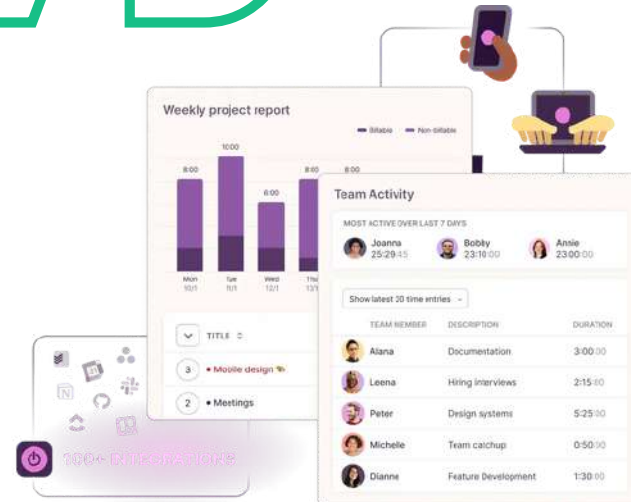 Weekly project report
Billable Non-billable
10:00
8:00 8:00 8:00
6:00
Mon Tue Wed Thu
10/1 11/1 12/1 13/1
TITLE
3 • Mobile design
2 • Meetings
Team Activity
MOST ACTIVE OVER LAST 7 DAYS
Joanna Bobby Annie
25:29:45 23:10:00 23:00:00
Show latest 20 time entries
TEAM MEMBER DESCRIPTION DURATION
Alana Documentation 3:00:00
Leena Hiring interviews 2:15:00
Peter Design systems 5:25:00
Michelle Team catchup 0:50:00
Dianne Feature Development 1:30:00
100+ INTEGRATIONS